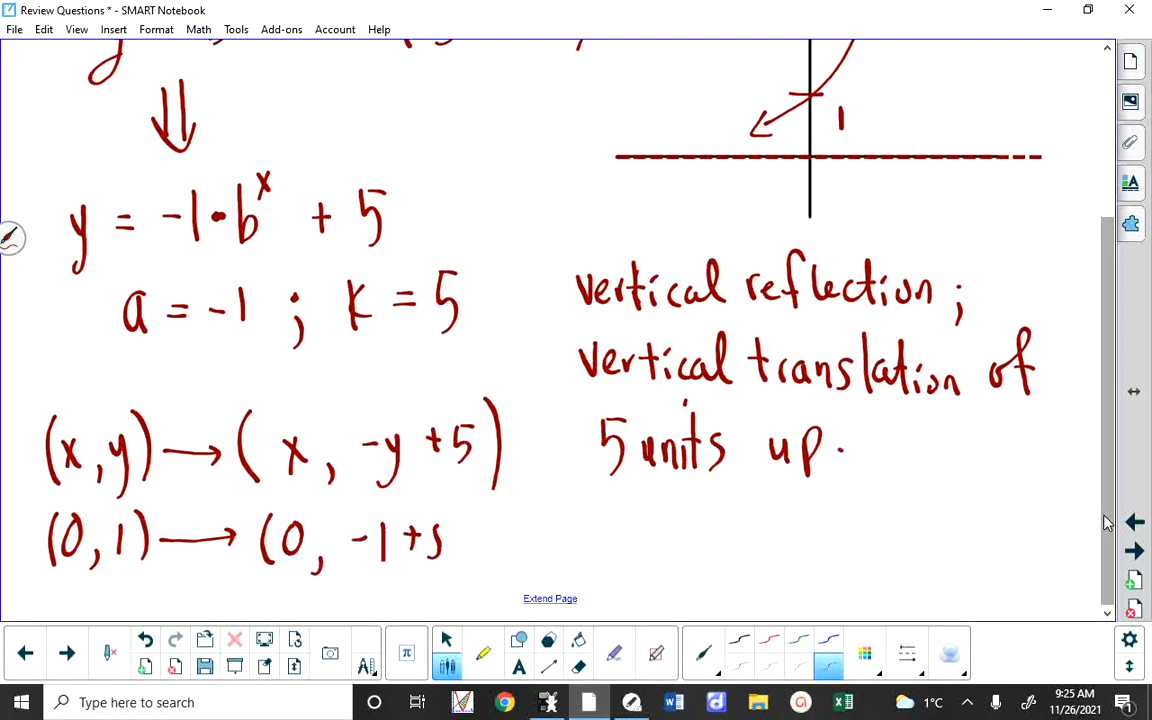 Review Questions * - SMART Notebook
File Edit View Insert Format Math Tools Add-ons Account Help
1
y = -1·b^x + 5
a = -1 ; k = 5
vertical reflection;
vertical translation of
5 units up.
(x, y) → (x, -y + 5)
(0, 1) → (0, -1 + 5
Extend Page
π
A
Type here to search
1°C
9:25 AM
11/26/2021
1